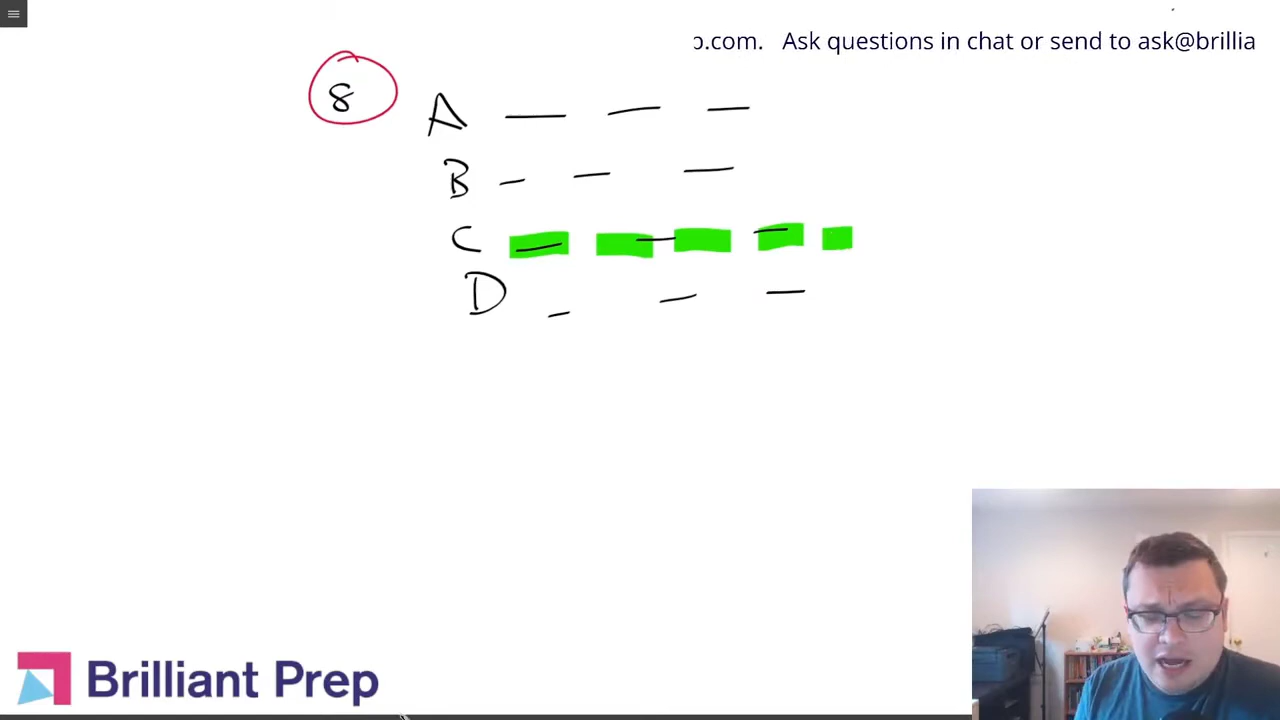 o.com. Ask questions in chat or send to ask@brillia
8
A
B
C
D
Brilliant Prep